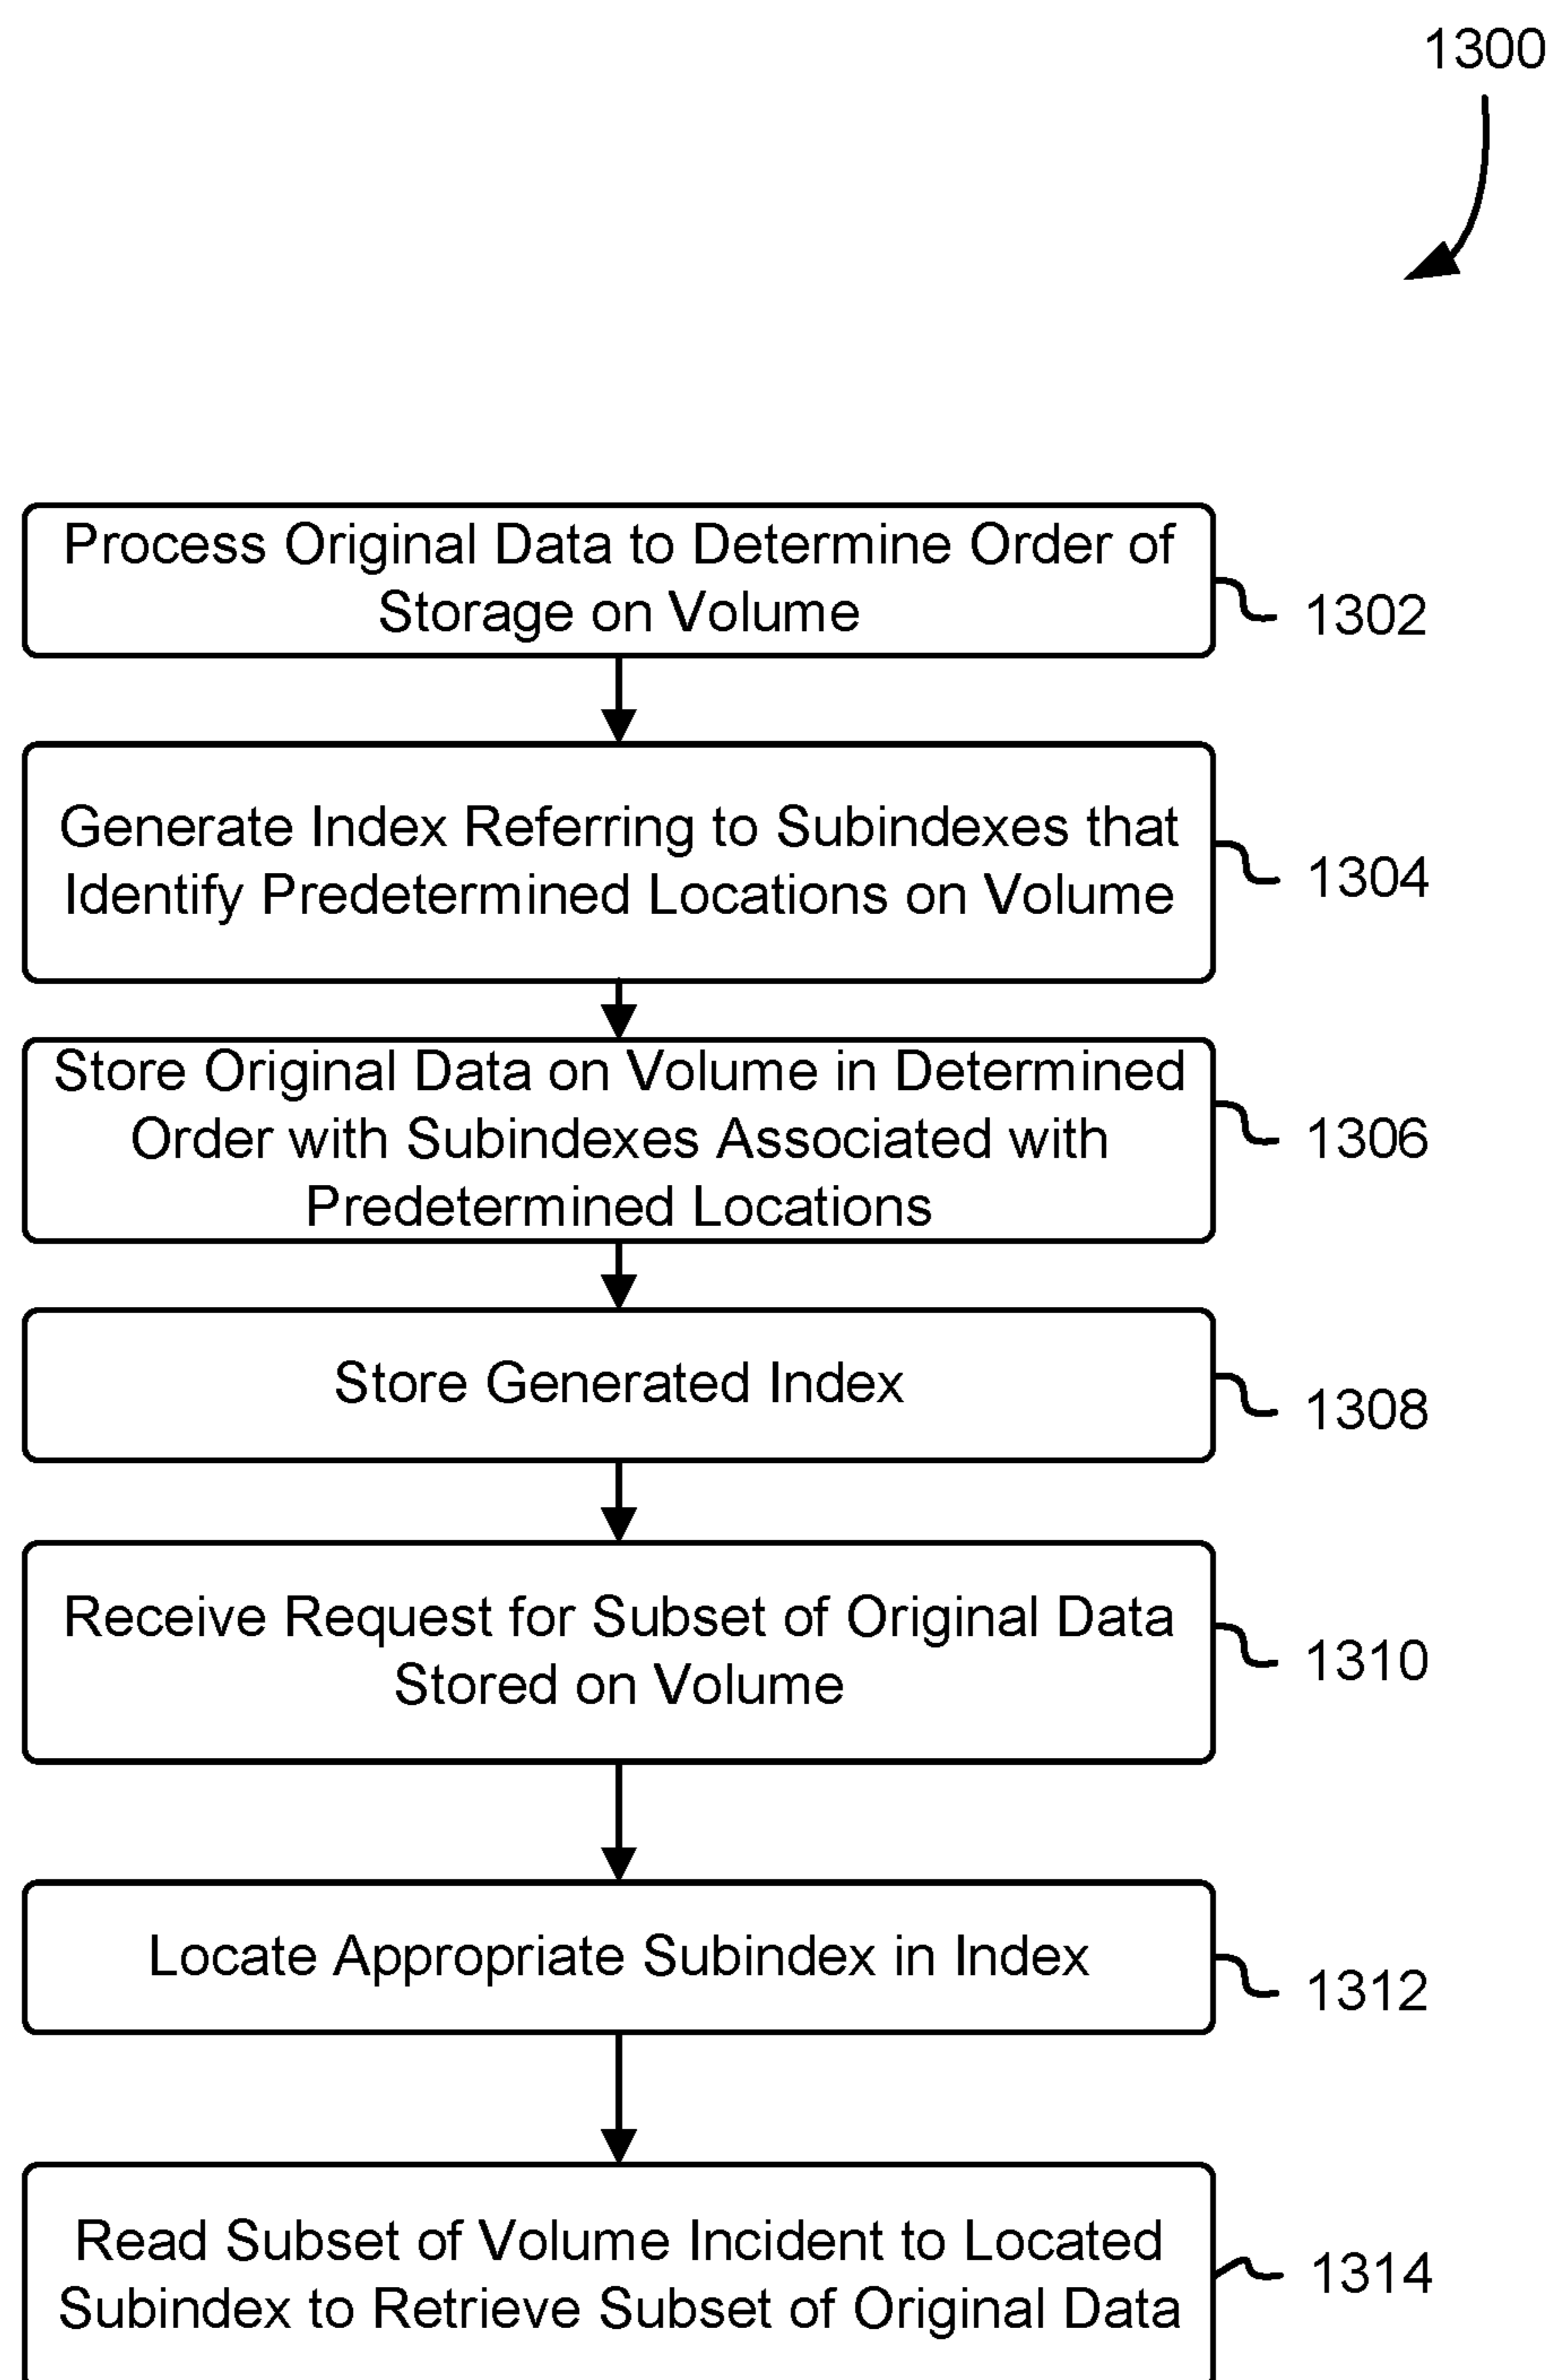 1300
Process Original Data to Determine Order of
Storage on Volume
1302
Generate Index Referring to Subindexes that
Identify Predetermined Locations on Volume
1304
Store Original Data on Volume in Determined
Order with Subindexes Associated with
Predetermined Locations
1306
Store Generated Index
1308
Receive Request for Subset of Original Data
Stored on Volume
1310
Locate Appropriate Subindex in Index
1312
Read Subset of Volume Incident to Located
Subindex to Retrieve Subset of Original Data
1314